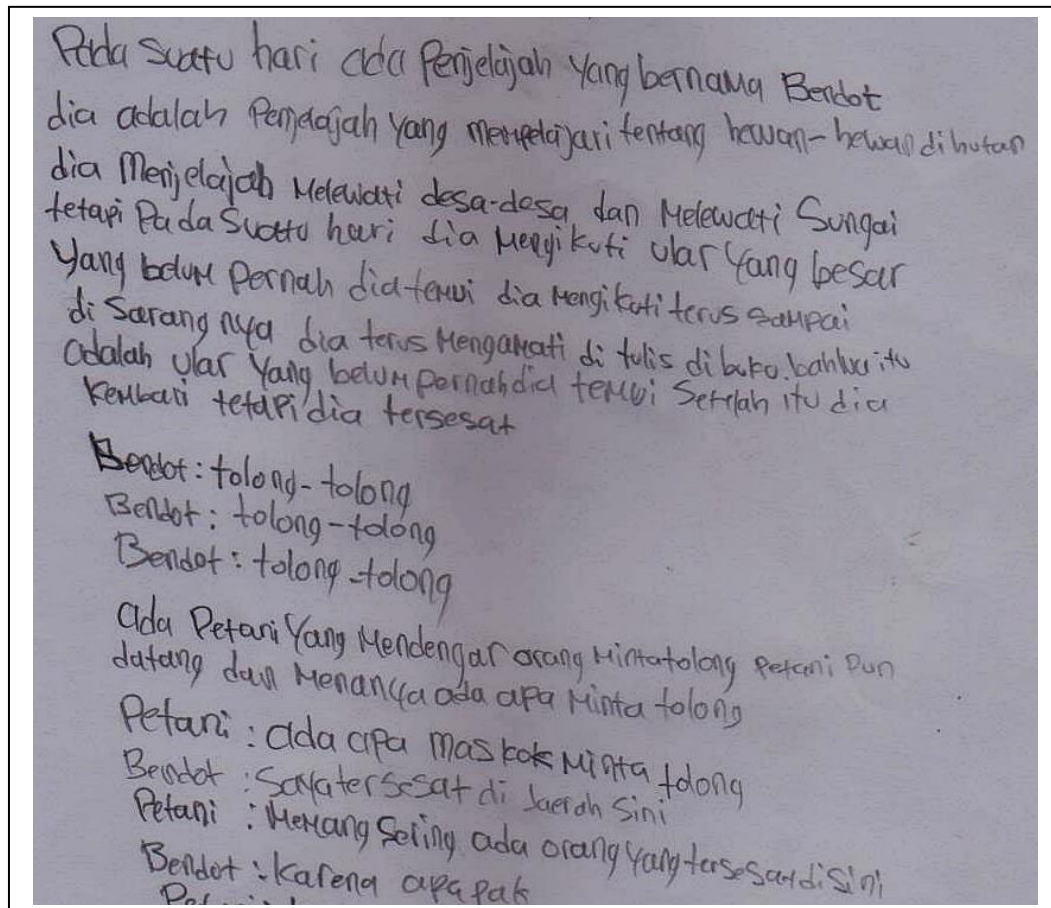 Pada Suatu hari ada Penjelajah Yang bernama Bendot
dia adalah Penjelajah Yang mempelajari tentang hewan-hewan di hutan
dia Menjelajah Melewati desa-desa dan Melewati Sungai
tetapi Pada Suatu hari dia Mengikuti ular Yang besar
Yang belum Pernah dia temui dia Mengikuti terus sampai
di Sarang nya dia terus Mengamati di tulis di buku bahwa itu
adalah ular Yang belum pernah dia temui Setelah itu dia
Kembali tetapi dia tersesat
Bendot : tolong-tolong
Bendot : tolong-tolong
Bendot : tolong-tolong
ada Petani Yang Mendengar orang Minta tolong Petani Pun
datang dan Menanya ada apa Minta tolong
Petani : ada apa mas kok Minta tolong
Bendot : Saya tersesat di daerah Sini
Petani : Memang Sering ada orang Yang tersesat di Sini
Bendot : Karena apa pak